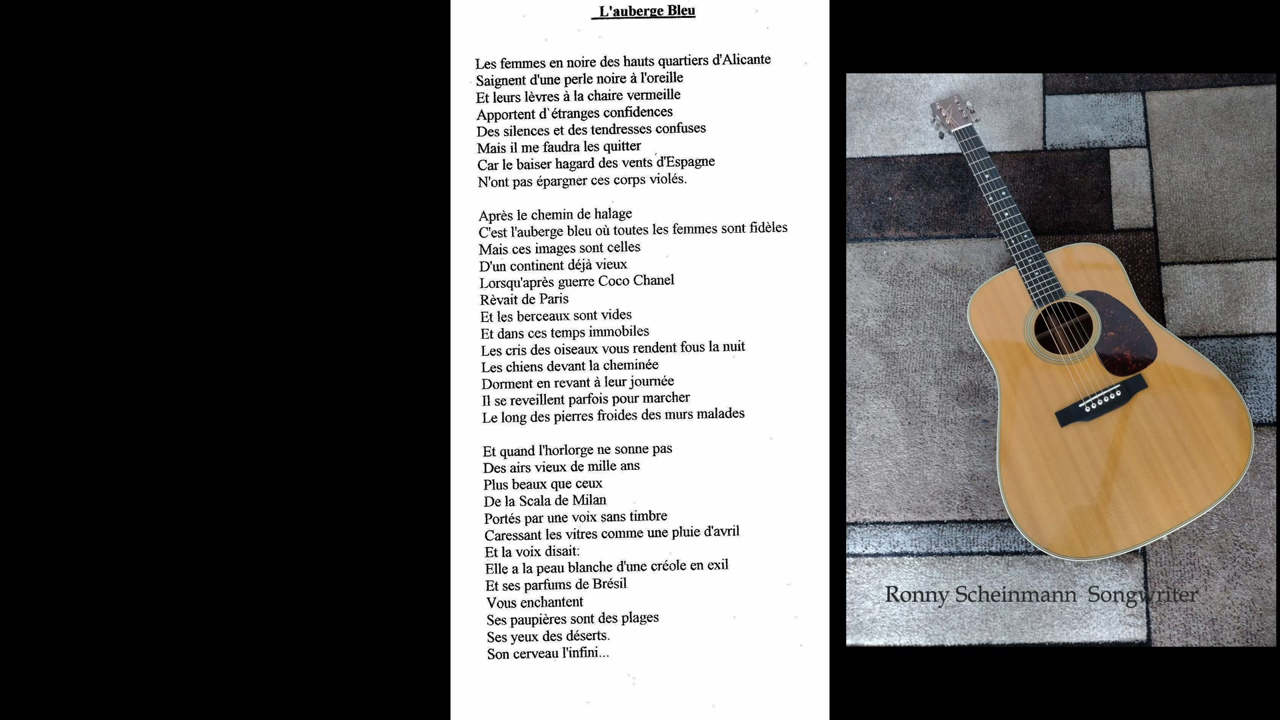 L'auberge Bleu
Les femmes en noire des hauts quartiers d'Alicante
Saignent d'une perle noire à l'oreille
Et leurs lèvres à la chaire vermeille
Apportent d`étranges confidences
Des silences et des tendresses confuses
Mais il me faudra les quitter
Car le baiser hagard des vents d'Espagne
N'ont pas épargner ces corps violés.
Après le chemin de halage
C'est l'auberge bleu où toutes les femmes sont fidèles
Mais ces images sont celles
D'un continent déjà vieux
Lorsqu'après guerre Coco Chanel
Rèvait de Paris
Et les berceaux sont vides
Et dans ces temps immobiles
Les cris des oiseaux vous rendent fous la nuit
Les chiens devant la cheminée
Dorment en revant à leur journée
Il se reveillent parfois pour marcher
Le long des pierres froides des murs malades
Et quand l'horlorge ne sonne pas
Des airs vieux de mille ans
Plus beaux que ceux
De la Scala de Milan
Portés par une voix sans timbre
Caressant les vitres comme une pluie d'avril
Et la voix disait:
Elle a la peau blanche d'une créole en exil
Et ses parfums de Brésil
Vous enchantent
Ses paupières sont des plages
Ses yeux des déserts.
Son cerveau l'infini...
Ronny Scheinmann Songwriter